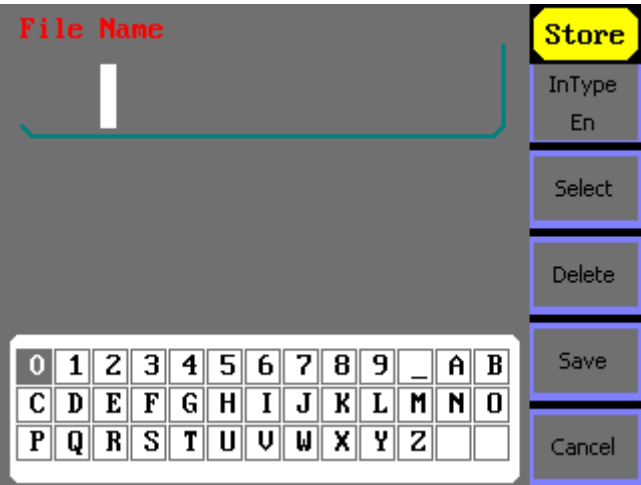 File Name
Store
InType
En
Select
Delete
Save
Cancel
0 1 2 3 4 5 6 7 8 9 _ A B
C D E F G H I J K L M N O
P Q R S T U V W X Y Z